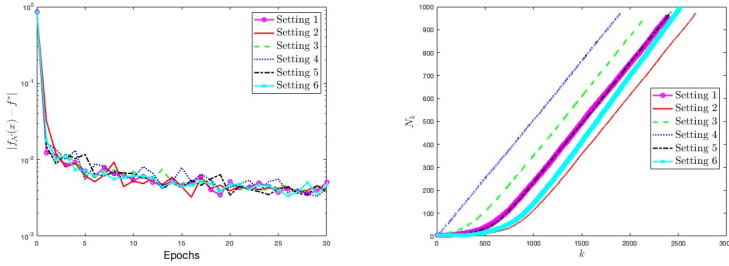 10⁰
10⁻¹
10⁻²
10⁻³
|f_N(x) − f*|
0 5 10 15 20 25 30
Epochs
Setting 1
Setting 2
Setting 3
Setting 4
Setting 5
Setting 6
1000
900
800
700
600
500
400
300
200
100
0
N_k
0 500 1000 1500 2000 2500 3000
k
Setting 1
Setting 2
Setting 3
Setting 4
Setting 5
Setting 6